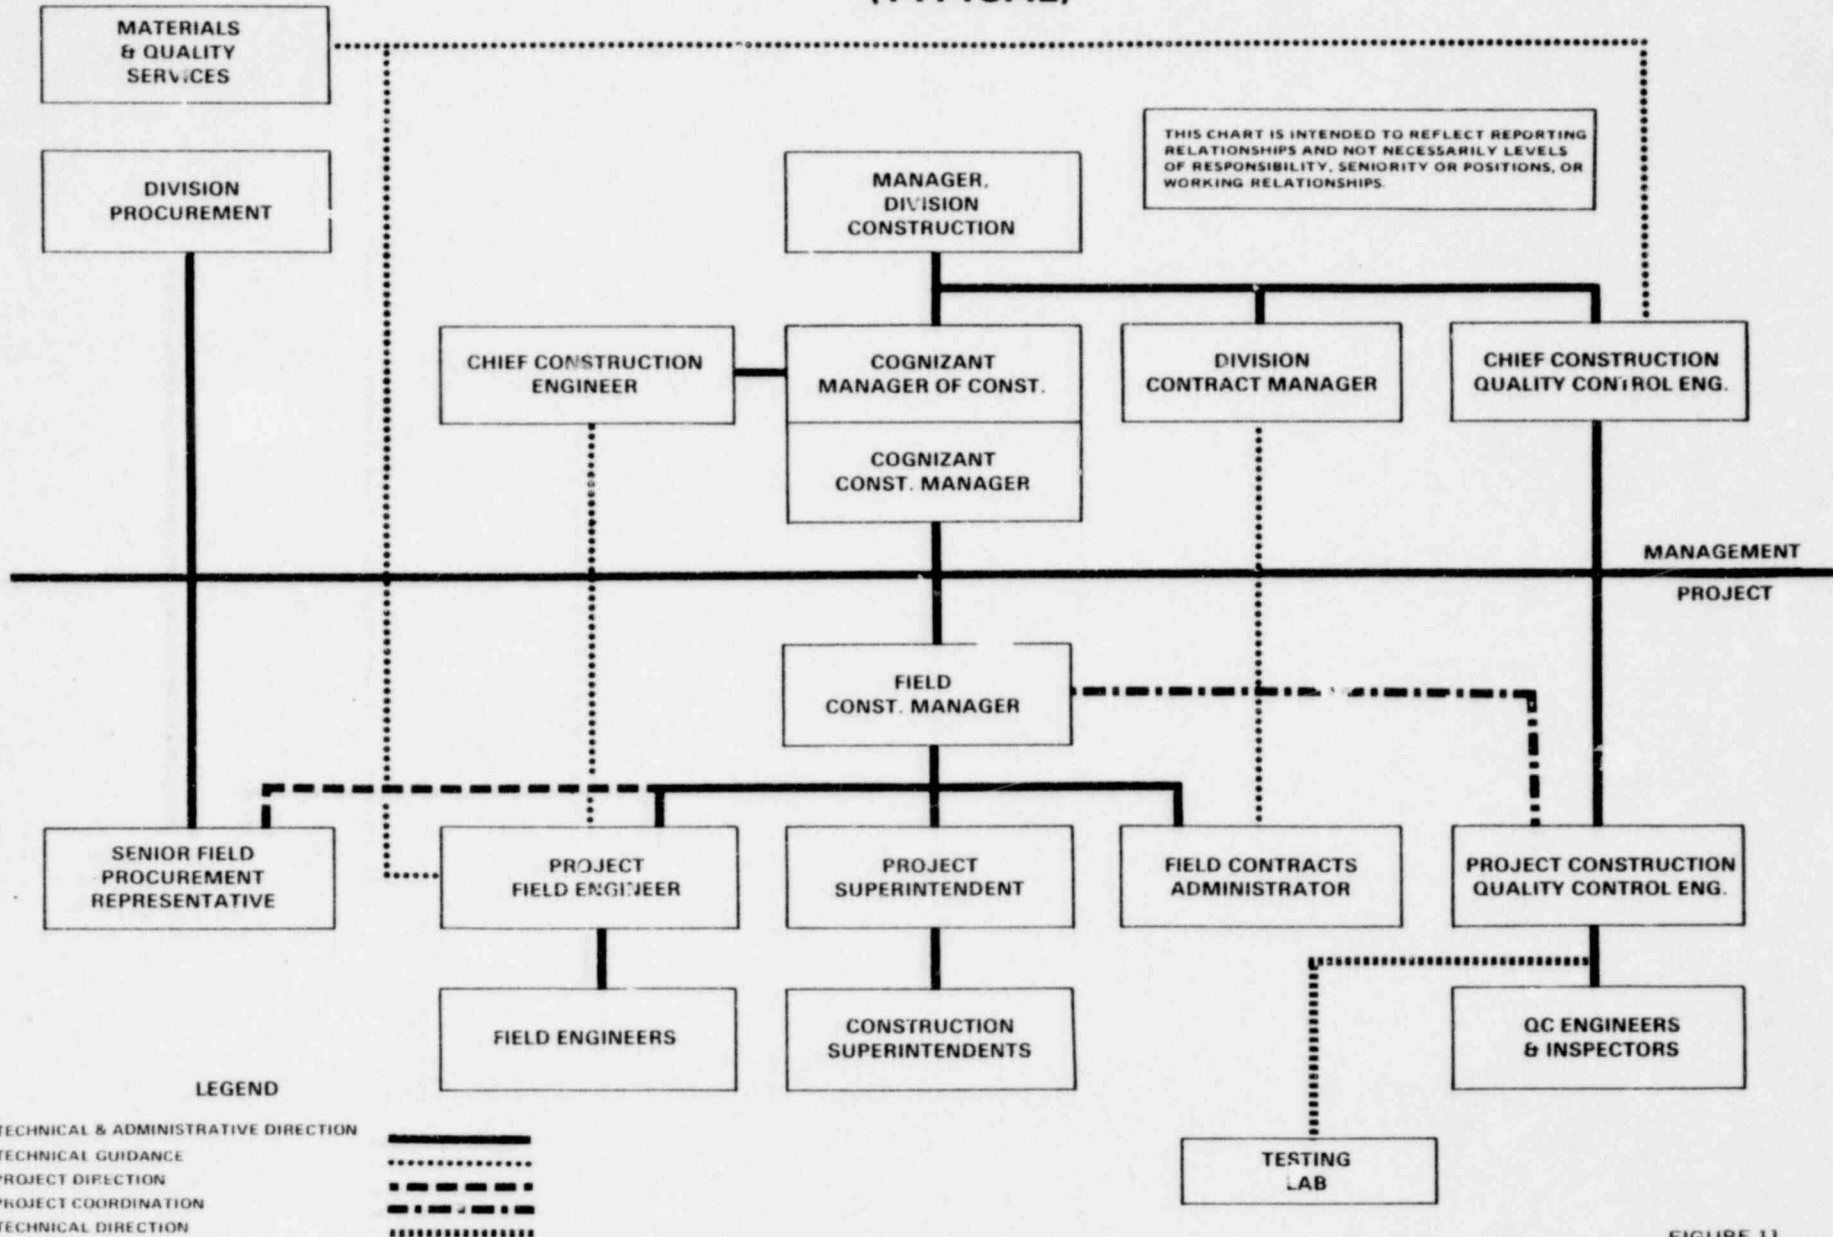 MATERIALS
& QUALITY
SERVICES
THIS CHART IS INTENDED TO REFLECT REPORTING
RELATIONSHIPS AND NOT NECESSARILY LEVELS
OF RESPONSIBILITY, SENIORITY OR POSITIONS, OR
WORKING RELATIONSHIPS.
DIVISION
PROCUREMENT
MANAGER,
DIVISION
CONSTRUCTION
CHIEF CONSTRUCTION
ENGINEER
COGNIZANT
MANAGER OF CONST.
DIVISION
CONTRACT MANAGER
CHIEF CONSTRUCTION
QUALITY CONTROL ENG.
COGNIZANT
CONST. MANAGER
MANAGEMENT
PROJECT
FIELD
CONST. MANAGER
SENIOR FIELD
PROCUREMENT
REPRESENTATIVE
PROJECT
FIELD ENGINEER
PROJECT
SUPERINTENDENT
FIELD CONTRACTS
ADMINISTRATOR
PROJECT CONSTRUCTION
QUALITY CONTROL ENG.
FIELD ENGINEERS
CONSTRUCTION
SUPERINTENDENTS
QC ENGINEERS
& INSPECTORS
TESTING
LAB
LEGEND
TECHNICAL & ADMINISTRATIVE DIRECTION
TECHNICAL GUIDANCE
PROJECT DIRECTION
PROJECT COORDINATION
TECHNICAL DIRECTION
FIGURE 11